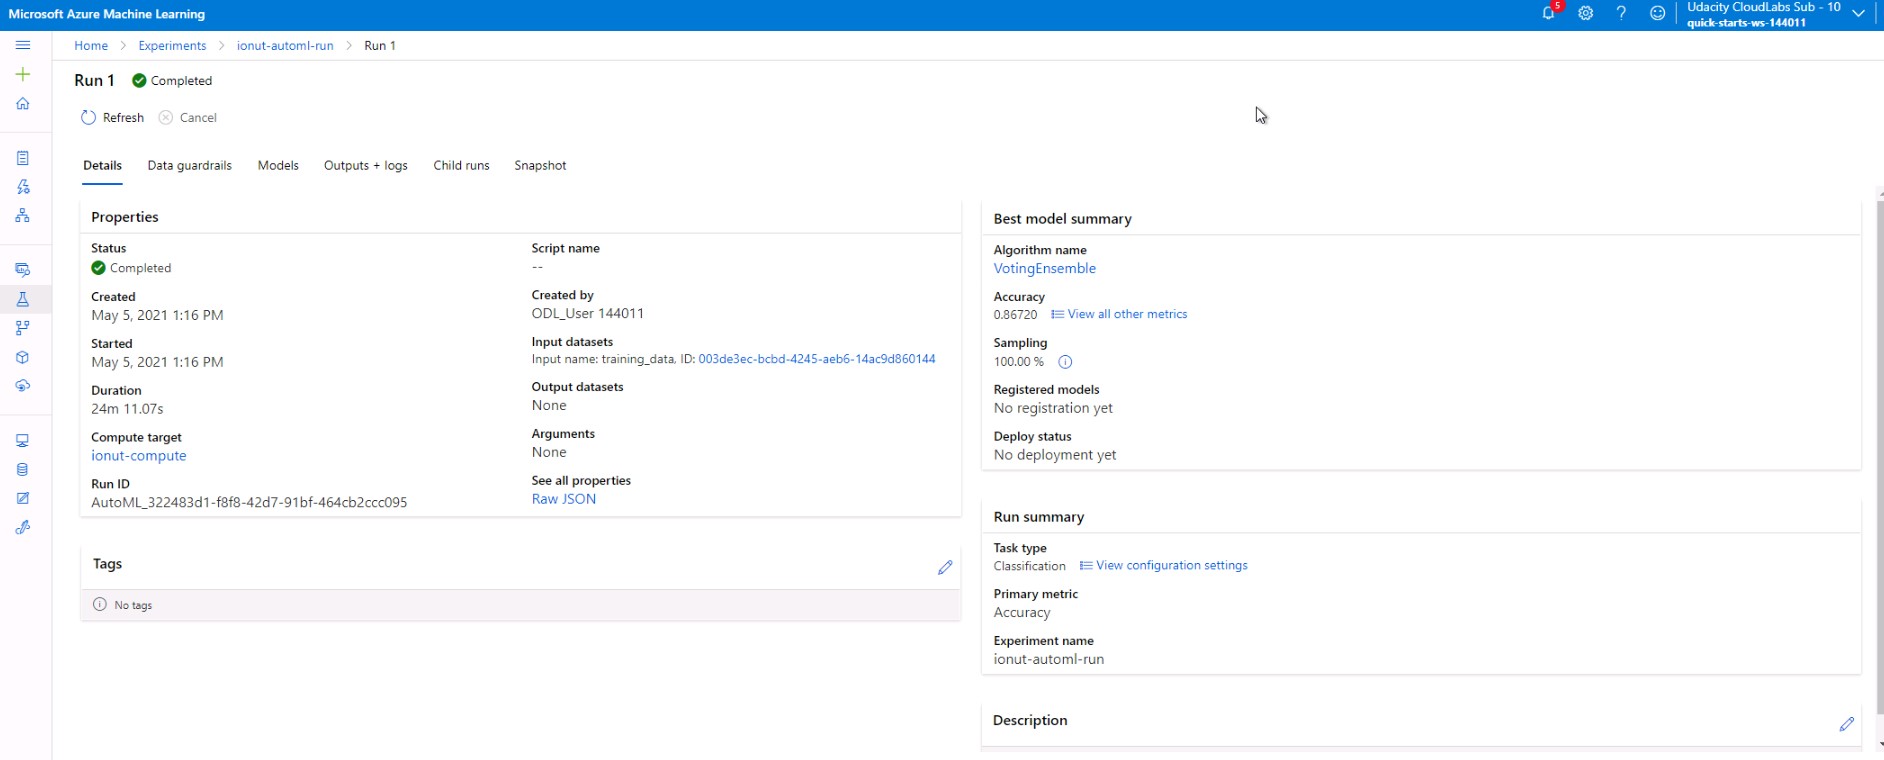 Microsoft Azure Machine Learning
5
Udacity CloudLabs Sub - 10
quick-starts-ws-144011
Home > Experiments > ionut-automl-run > Run 1
Run 1 Completed
Refresh Cancel
Details Data guardrails Models Outputs + logs Child runs Snapshot
Properties
Status
Completed
Created
May 5, 2021 1:16 PM
Started
May 5, 2021 1:16 PM
Duration
24m 11.07s
Compute target
ionut-compute
Run ID
AutoML_322483d1-f8f8-42d7-91bf-464cb2ccc095
Script name
--
Created by
ODL_User 144011
Input datasets
Input name: training_data, ID: 003de3ec-bcbd-4245-aeb6-14ac9d860144
Output datasets
None
Arguments
None
See all properties
Raw JSON
Tags
No tags
Best model summary
Algorithm name
VotingEnsemble
Accuracy
0.86720 View all other metrics
Sampling
100.00 %
Registered models
No registration yet
Deploy status
No deployment yet
Run summary
Task type
Classification View configuration settings
Primary metric
Accuracy
Experiment name
ionut-automl-run
Description